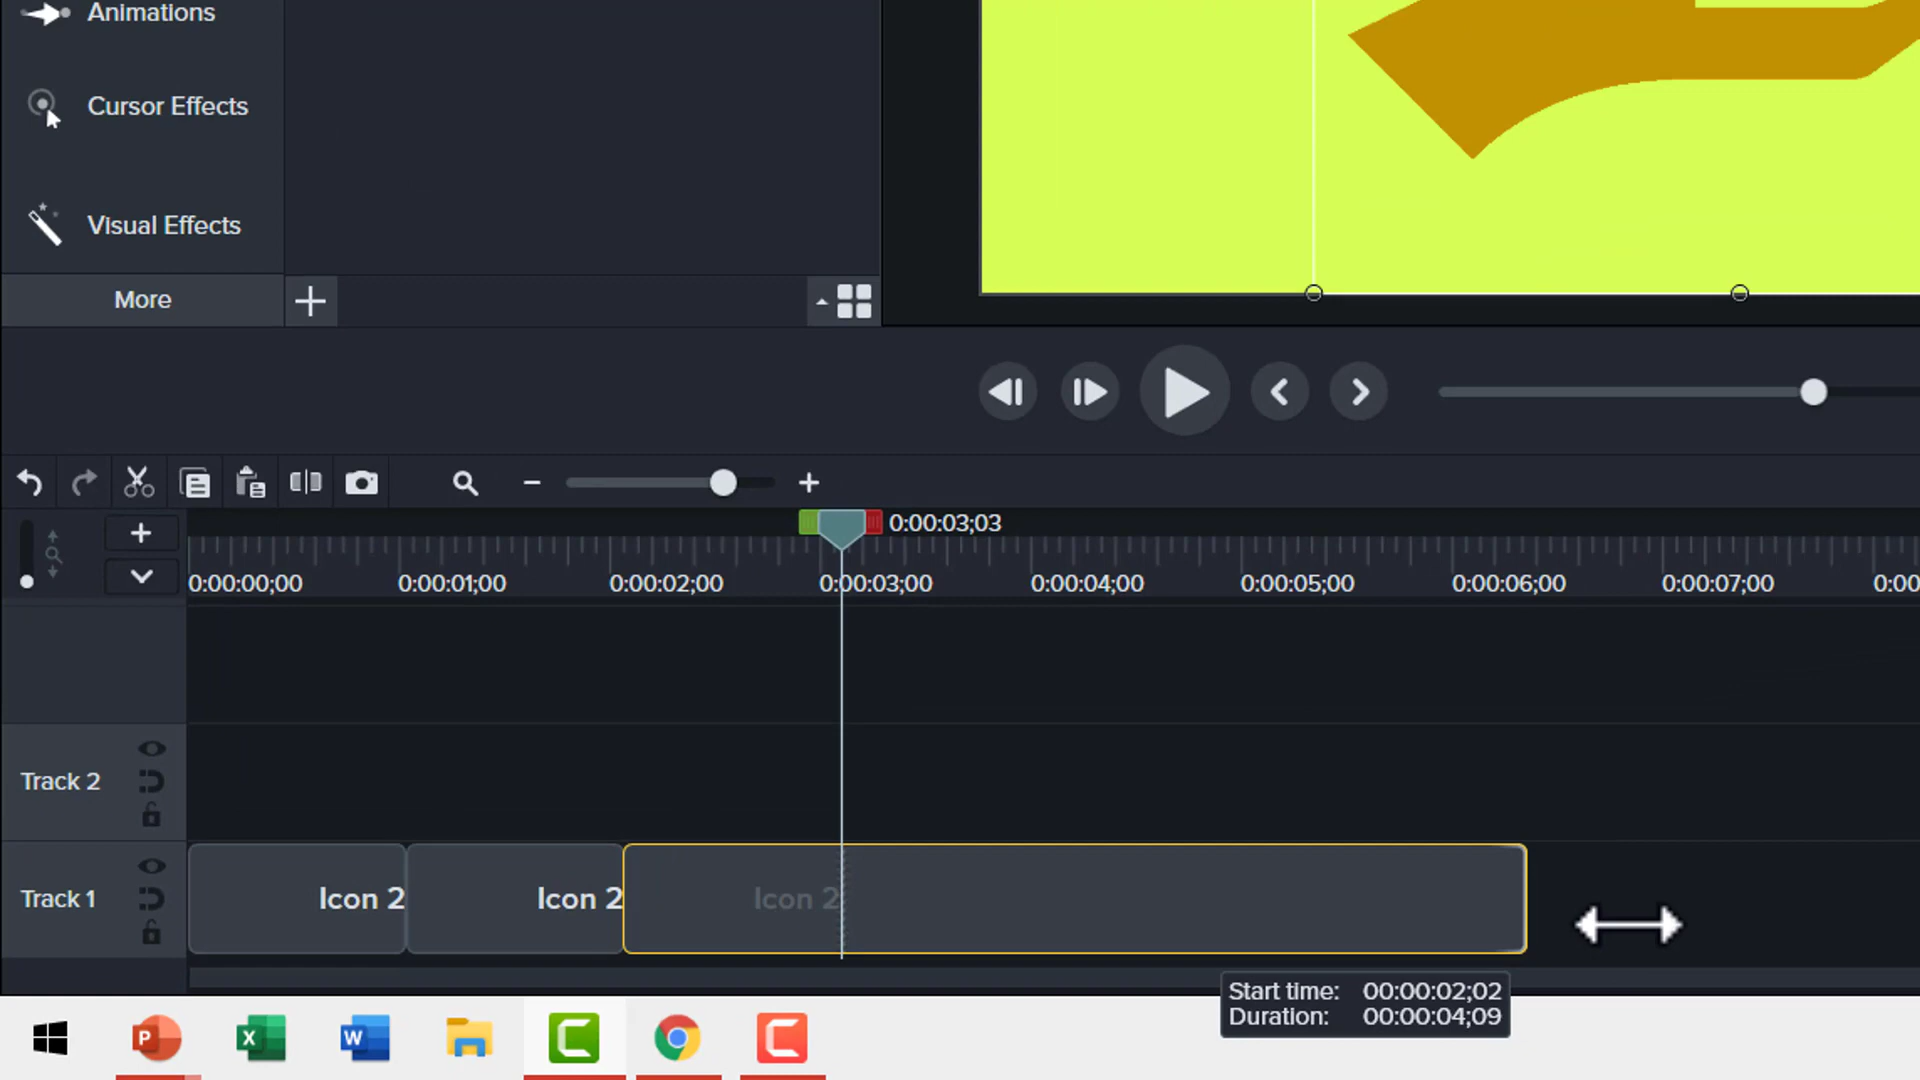 Animations
Cursor Effects
Visual Effects
More
0:00:03;03
0:00:00;00 0:00:01;00 0:00:02;00 0:00:03;00 0:00:04;00 0:00:05;00 0:00:06;00 0:00:07;00 0:00
Track 2
Track 1 Icon 2 Icon 2 Icon 2
Start time: 00:00:02;02
Duration: 00:00:04;09
P X W